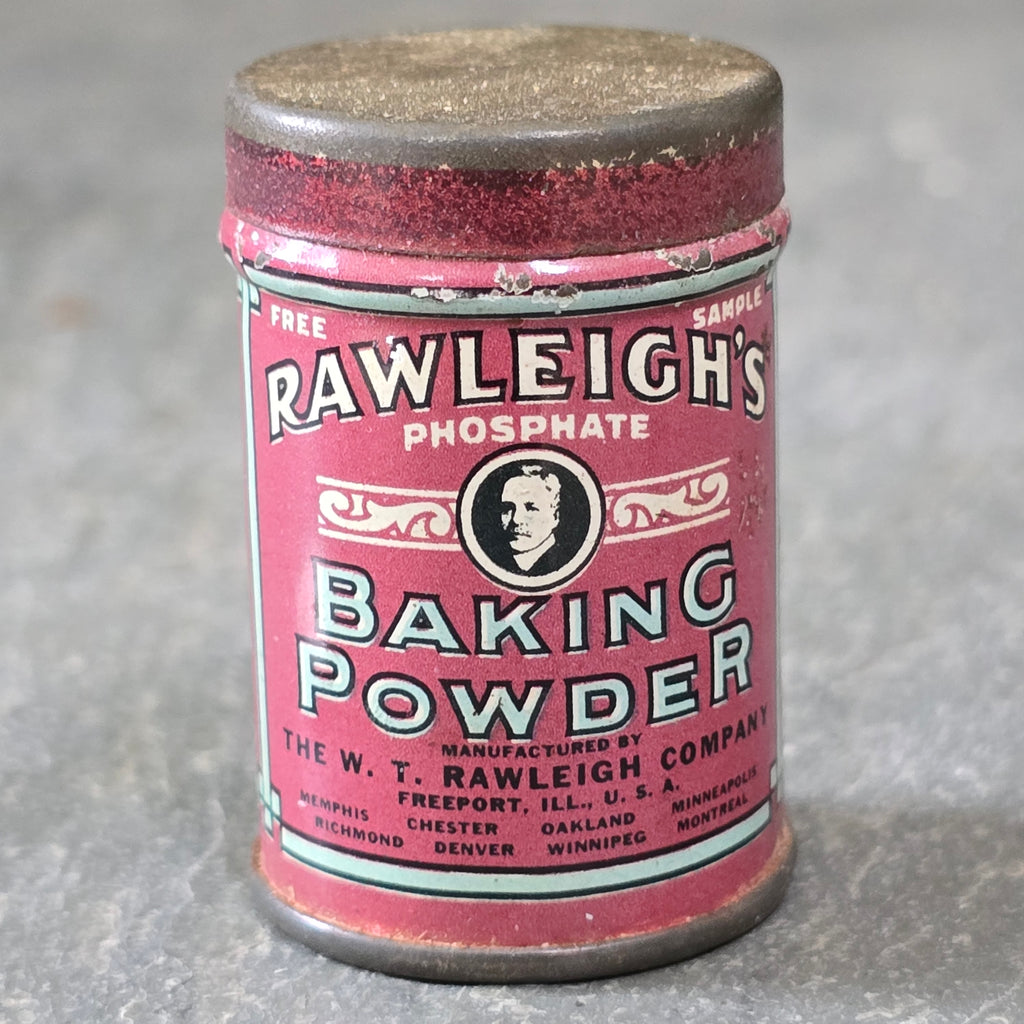 FREE SAMPLE
RAWLEIGH'S
PHOSPHATE
BAKING
POWDER
MANUFACTURED BY
THE W. T. RAWLEIGH COMPANY
FREEPORT, ILL., U. S. A.
MEMPHIS CHESTER OAKLAND MINNEAPOLIS
RICHMOND DENVER WINNIPEG MONTREAL